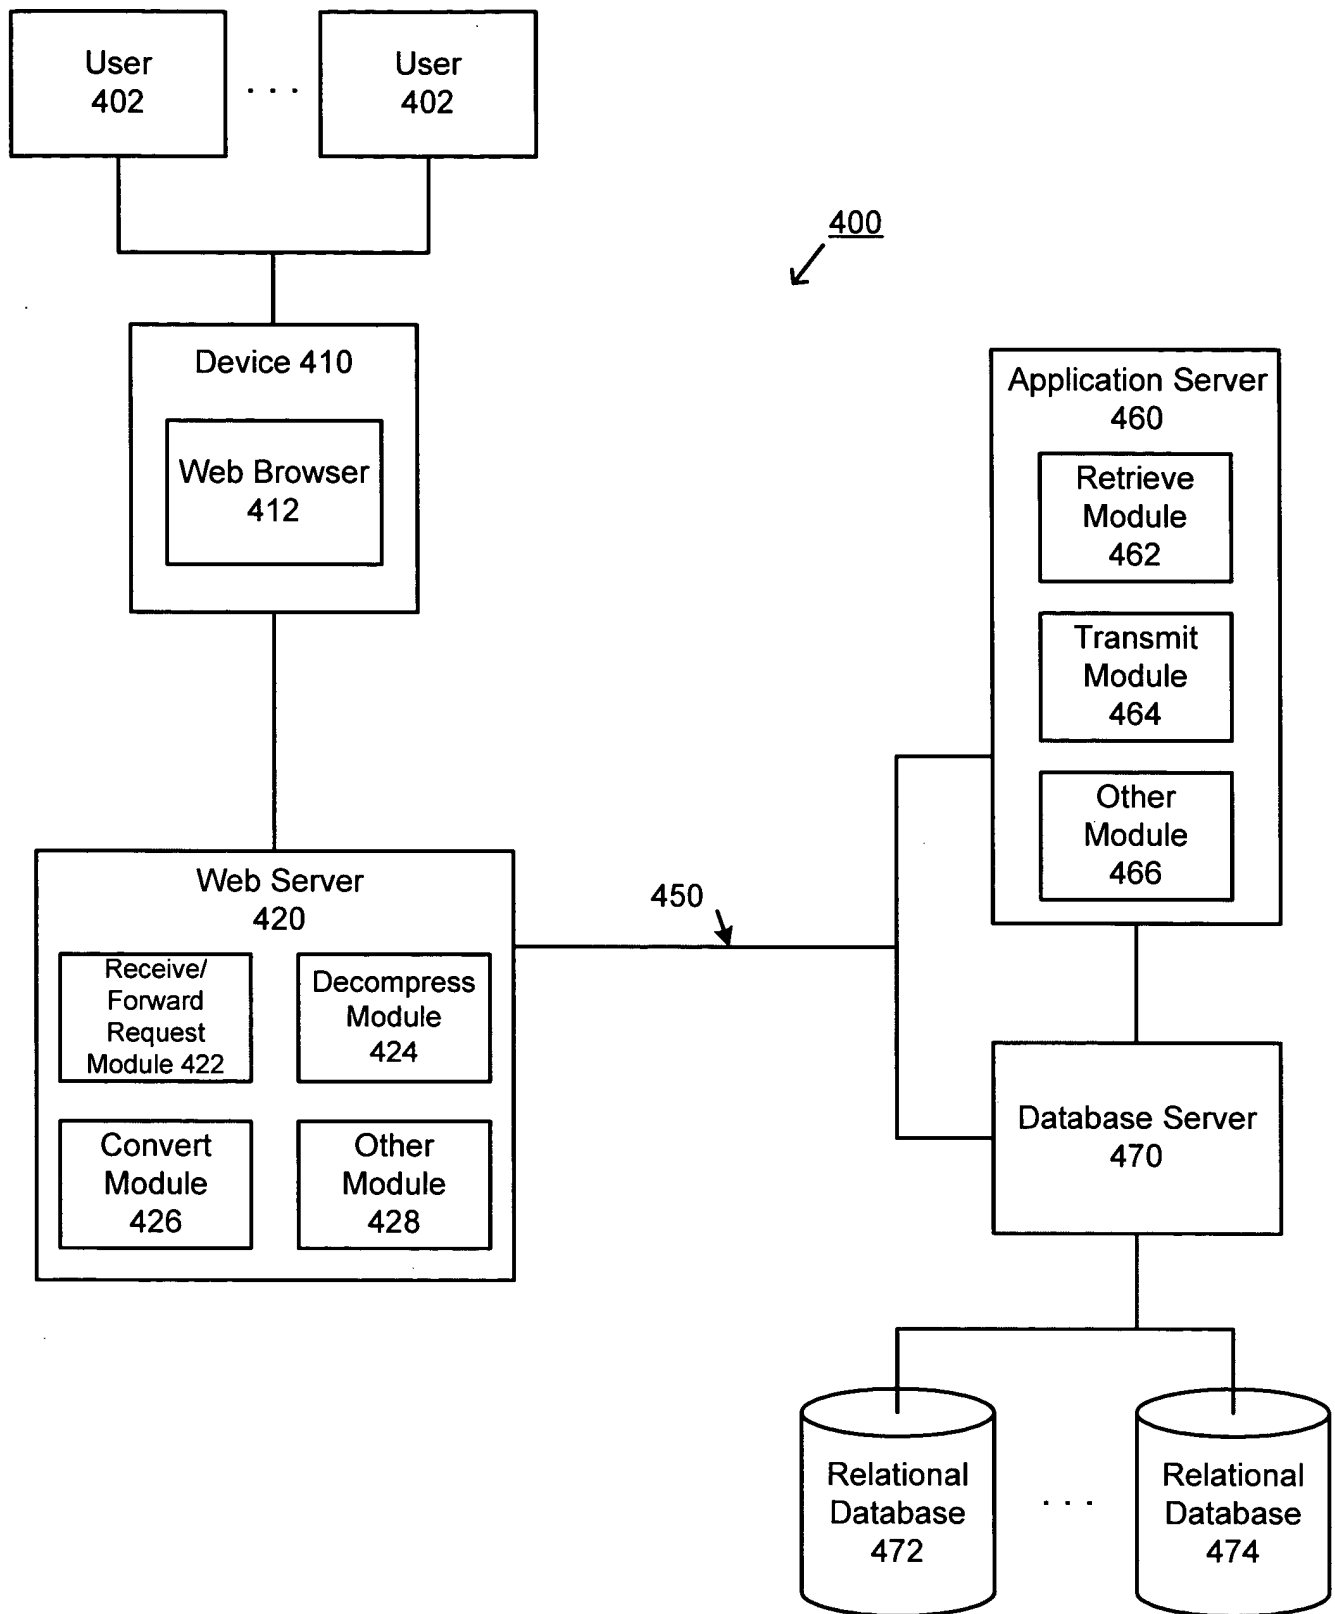 User
402
. . .
User
402
400
Device 410
Web Browser
412
Application Server
460
Retrieve
Module
462
Transmit
Module
464
Other
Module
466
Web Server
420
Receive/
Forward
Request
Module 422
Decompress
Module
424
Convert
Module
426
Other
Module
428
450
Database Server
470
Relational
Database
472
. . .
Relational
Database
474